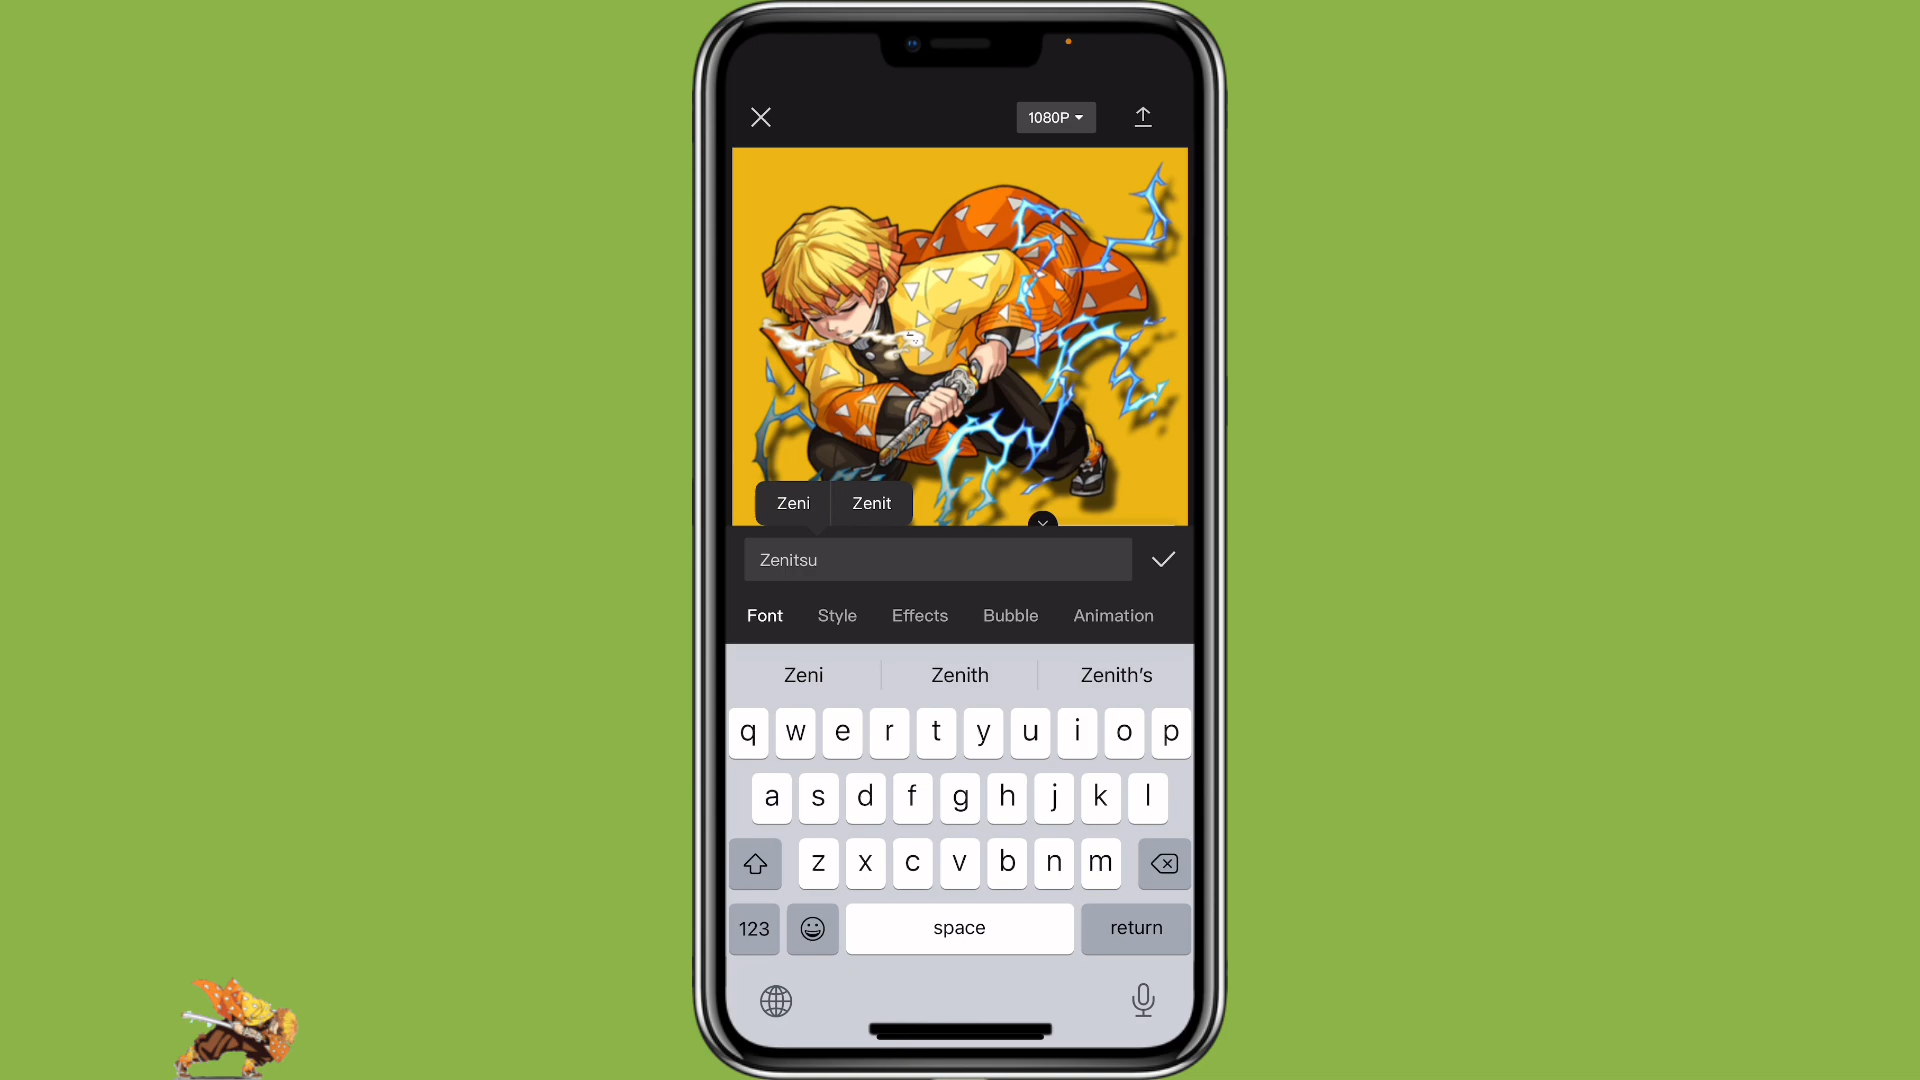 1080P
Zeni Zenit
Zenitsu
Font Style Effects Bubble Animation
Zeni Zenith Zenith's
q w e r t y u i o p
a s d f g h j k l
z x c v b n m
123 space return